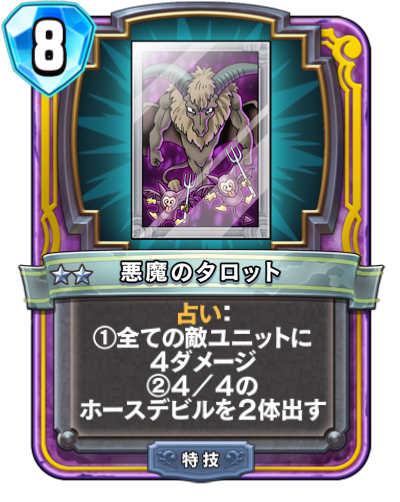 8
悪魔のタロット
占い：
①全ての敵ユニットに
４ダメージ
②４／４の
ホースデビルを２体出す
特技